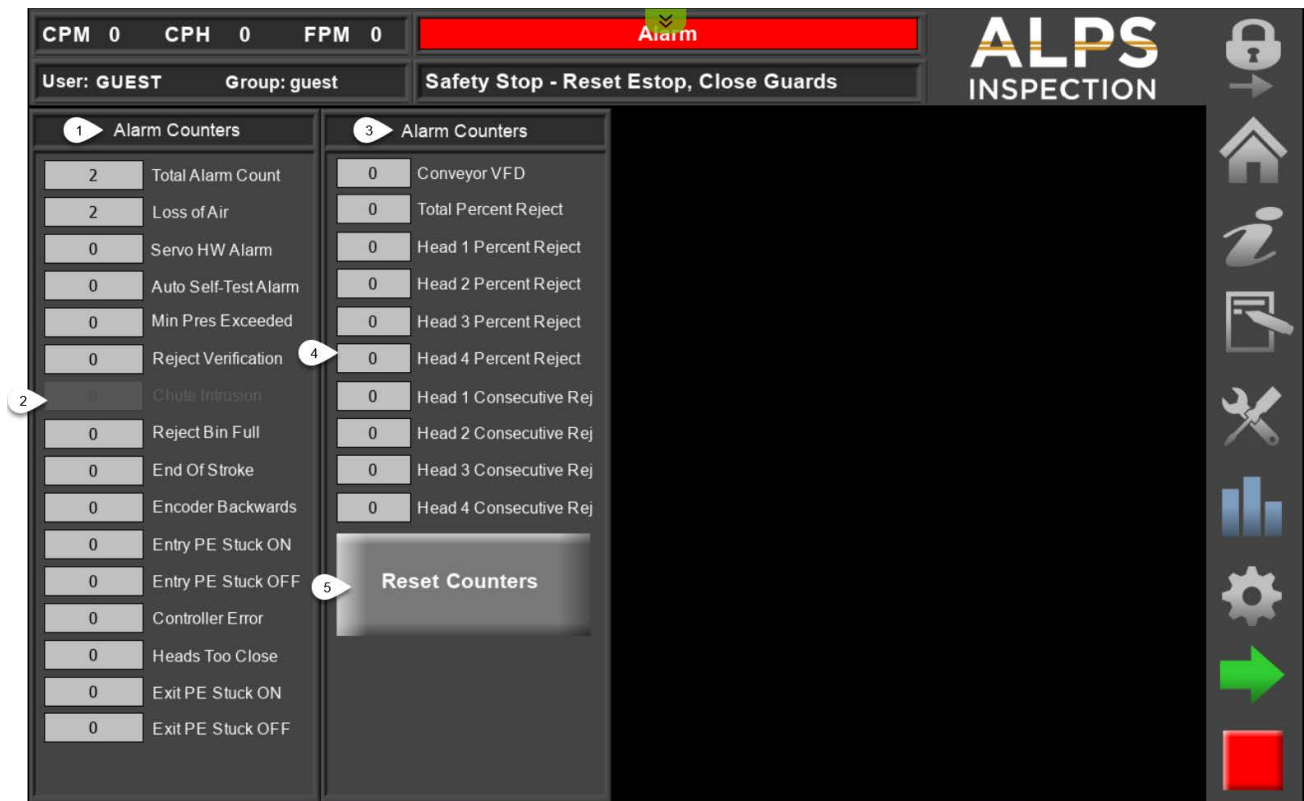 CPM 0 CPH 0 FPM 0
Alarm
ALPS
INSPECTION
User: GUEST Group: guest
Safety Stop - Reset Estop, Close Guards
1 Alarm Counters
2 Total Alarm Count
2 Loss of Air
0 Servo HW Alarm
0 Auto Self-Test Alarm
0 Min Pres Exceeded
0 Reject Verification
2
0 Chute Intrusion
0 Reject Bin Full
0 End Of Stroke
0 Encoder Backwards
0 Entry PE Stuck ON
0 Entry PE Stuck OFF
0 Controller Error
0 Heads Too Close
0 Exit PE Stuck ON
0 Exit PE Stuck OFF
3 Alarm Counters
0 Conveyor VFD
0 Total Percent Reject
0 Head 1 Percent Reject
0 Head 2 Percent Reject
0 Head 3 Percent Reject
4 0 Head 4 Percent Reject
0 Head 1 Consecutive Rej
0 Head 2 Consecutive Rej
0 Head 3 Consecutive Rej
0 Head 4 Consecutive Rej
5 Reset Counters